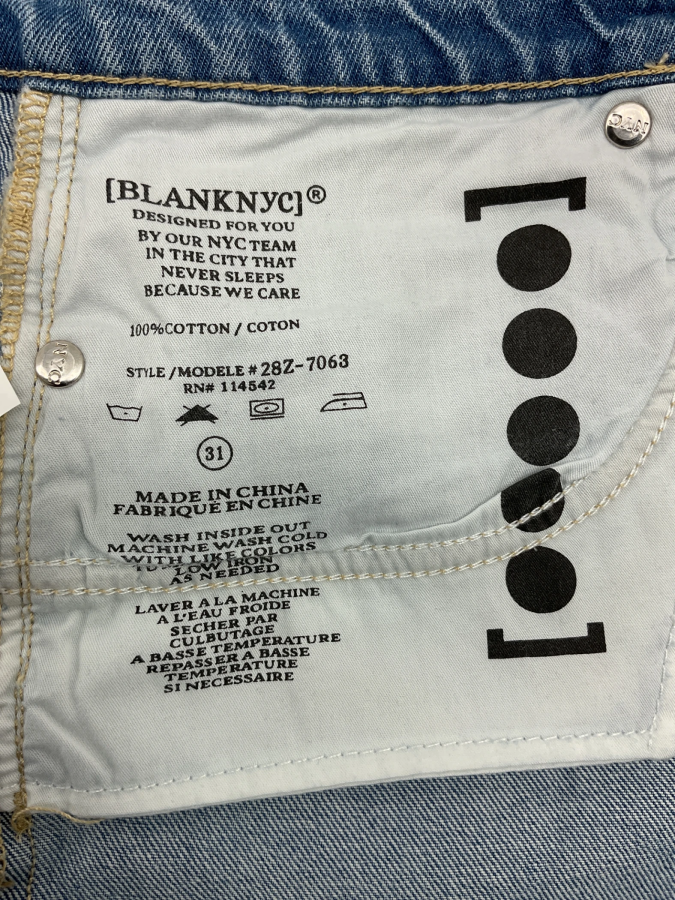 [BLANKNYC]®
DESIGNED FOR YOU
BY OUR NYC TEAM
IN THE CITY THAT
NEVER SLEEPS
BECAUSE WE CARE
100%COTTON / COTON
STYLE /MODELE # 28Z-7063
RN# 114542
31
MADE IN CHINA
FABRIQUÉ EN CHINE
WASH INSIDE OUT
MACHINE WASH COLD
WITH LIKE COLORS
LOW IRON
AS NEEDED
LAVER A LA MACHINE
A L'EAU FROIDE
SECHER PAR
CULBUTAGE
A BASSE TEMPERATURE
REPASSER A BASSE
TEMPERATURE
SI NECESSAIRE
NYC
NYC